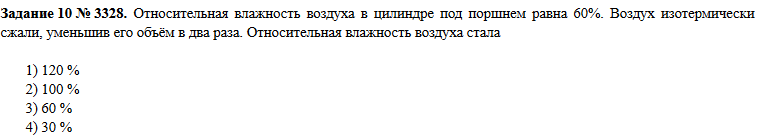 Задание 10 № 3328. Относительная влажность воздуха в цилиндре под поршнем равна 60%. Воздух изотермически
сжали, уменьшив его объём в два раза. Относительная влажность воздуха стала
1) 120 %
2) 100 %
3) 60 %
4) 30 %